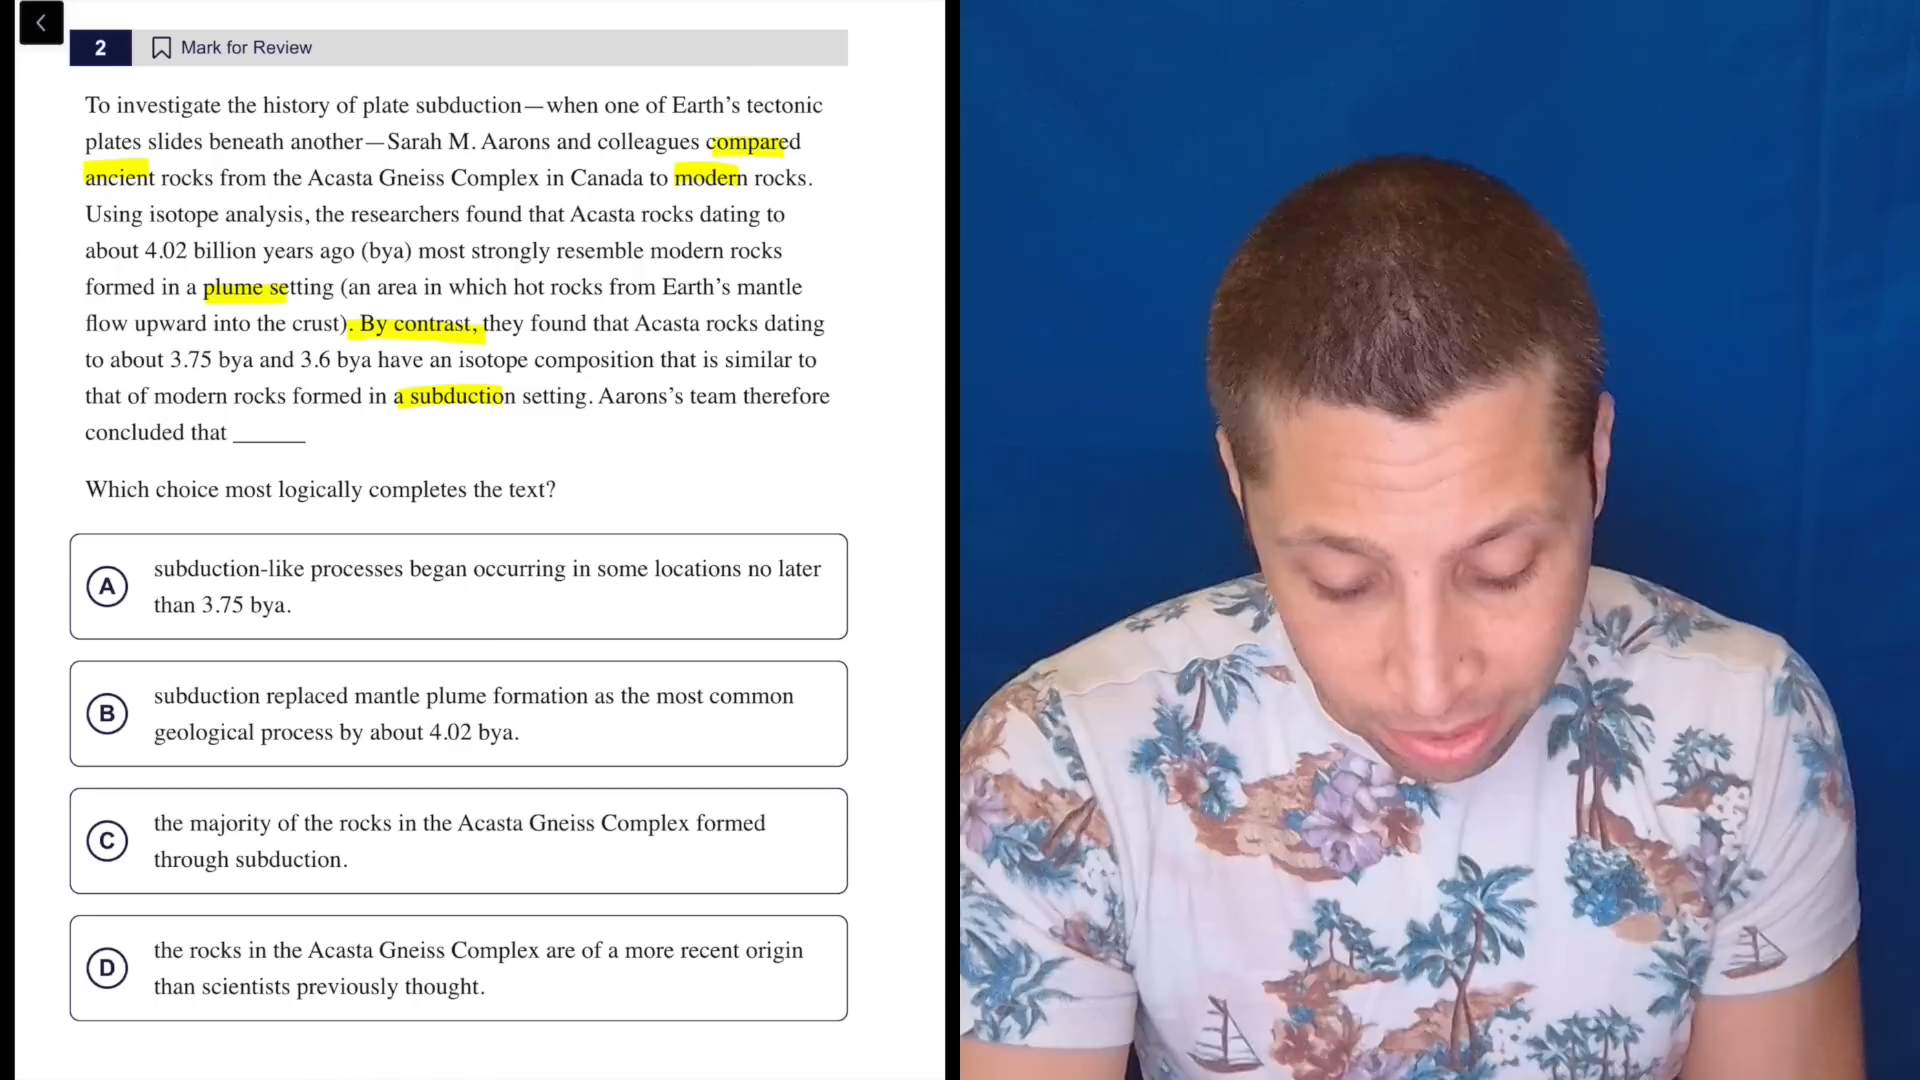 2 Mark for Review
To investigate the history of plate subduction—when one of Earth's tectonic
plates slides beneath another—Sarah M. Aarons and colleagues compared
ancient rocks from the Acasta Gneiss Complex in Canada to modern rocks.
Using isotope analysis, the researchers found that Acasta rocks dating to
about 4.02 billion years ago (bya) most strongly resemble modern rocks
formed in a plume setting (an area in which hot rocks from Earth's mantle
flow upward into the crust). By contrast, they found that Acasta rocks dating
to about 3.75 bya and 3.6 bya have an isotope composition that is similar to
that of modern rocks formed in a subduction setting. Aarons's team therefore
concluded that ______
Which choice most logically completes the text?
A subduction-like processes began occurring in some locations no later
than 3.75 bya.
B subduction replaced mantle plume formation as the most common
geological process by about 4.02 bya.
C the majority of the rocks in the Acasta Gneiss Complex formed
through subduction.
D the rocks in the Acasta Gneiss Complex are of a more recent origin
than scientists previously thought.